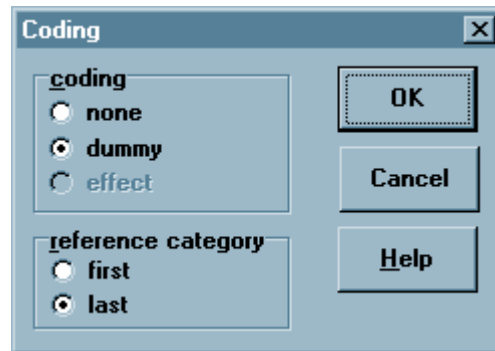 Coding
coding
none
dummy
effect
reference category
first
last
OK
Cancel
Help